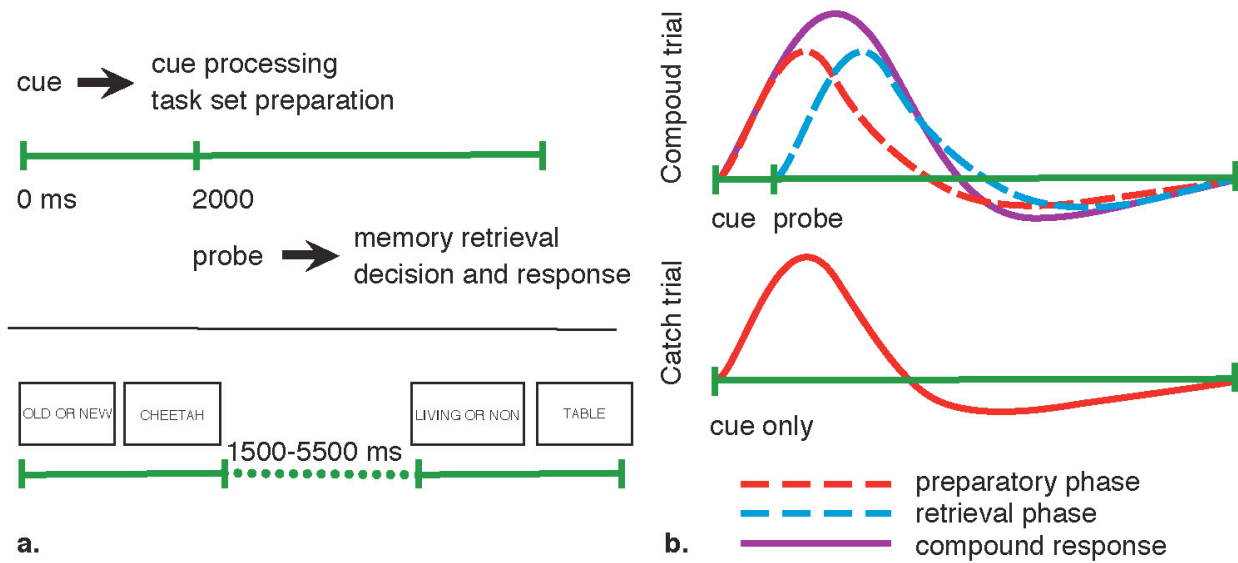 cue
cue processing
task set preparation
0 ms
2000
probe
memory retrieval
decision and response
OLD OR NEW
CHEETAH
1500-5500 ms
LIVING OR NON
TABLE
a.
Compoud trial
cue
probe
Catch trial
cue only
preparatory phase
retrieval phase
compound response
b.